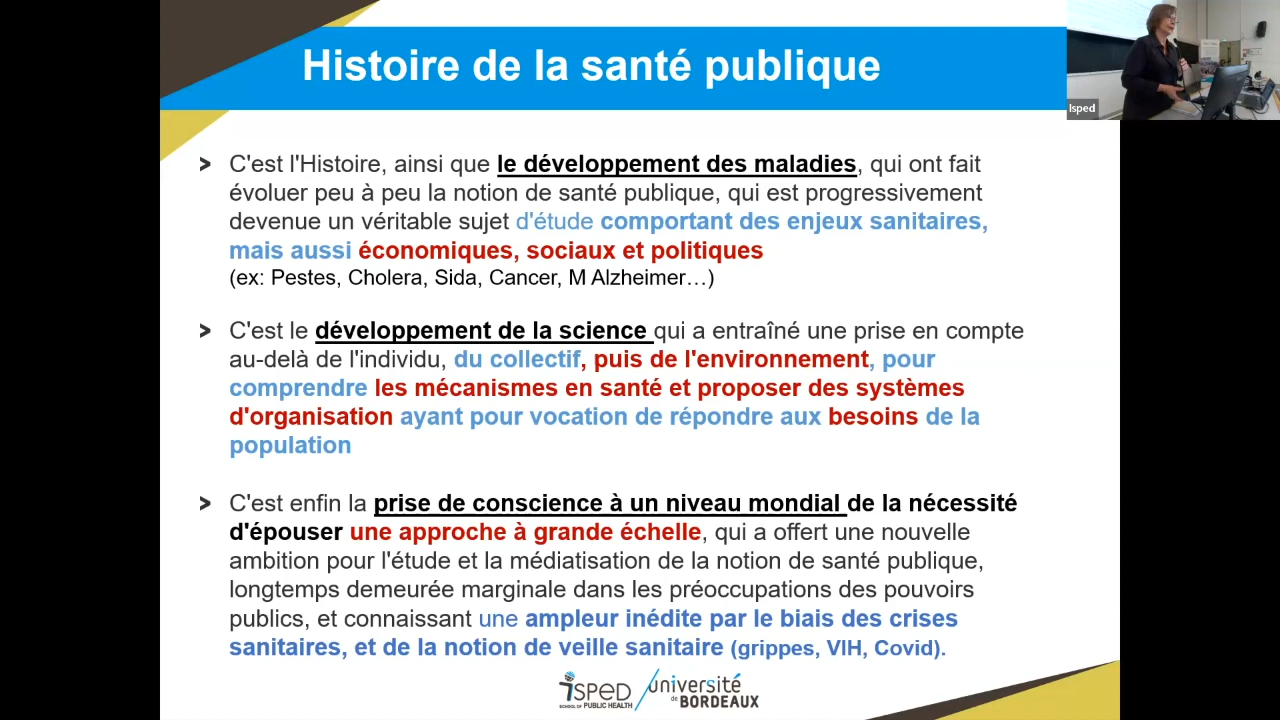 Histoire de la santé publique
Isped
> C'est l'Histoire, ainsi que le développement des maladies, qui ont fait
évoluer peu à peu la notion de santé publique, qui est progressivement
devenue un véritable sujet d'étude comportant des enjeux sanitaires,
mais aussi économiques, sociaux et politiques
(ex: Pestes, Cholera, Sida, Cancer, M Alzheimer…)
> C'est le développement de la science qui a entraîné une prise en compte
au-delà de l'individu, du collectif, puis de l'environnement, pour
comprendre les mécanismes en santé et proposer des systèmes
d'organisation ayant pour vocation de répondre aux besoins de la
population
> C'est enfin la prise de conscience à un niveau mondial de la nécessité
d'épouser une approche à grande échelle, qui a offert une nouvelle
ambition pour l'étude et la médiatisation de la notion de santé publique,
longtemps demeurée marginale dans les préoccupations des pouvoirs
publics, et connaissant une ampleur inédite par le biais des crises
sanitaires, et de la notion de veille sanitaire (grippes, VIH, Covid).
ISPED
SCHOOL OF PUBLIC HEALTH
université
de BORDEAUX